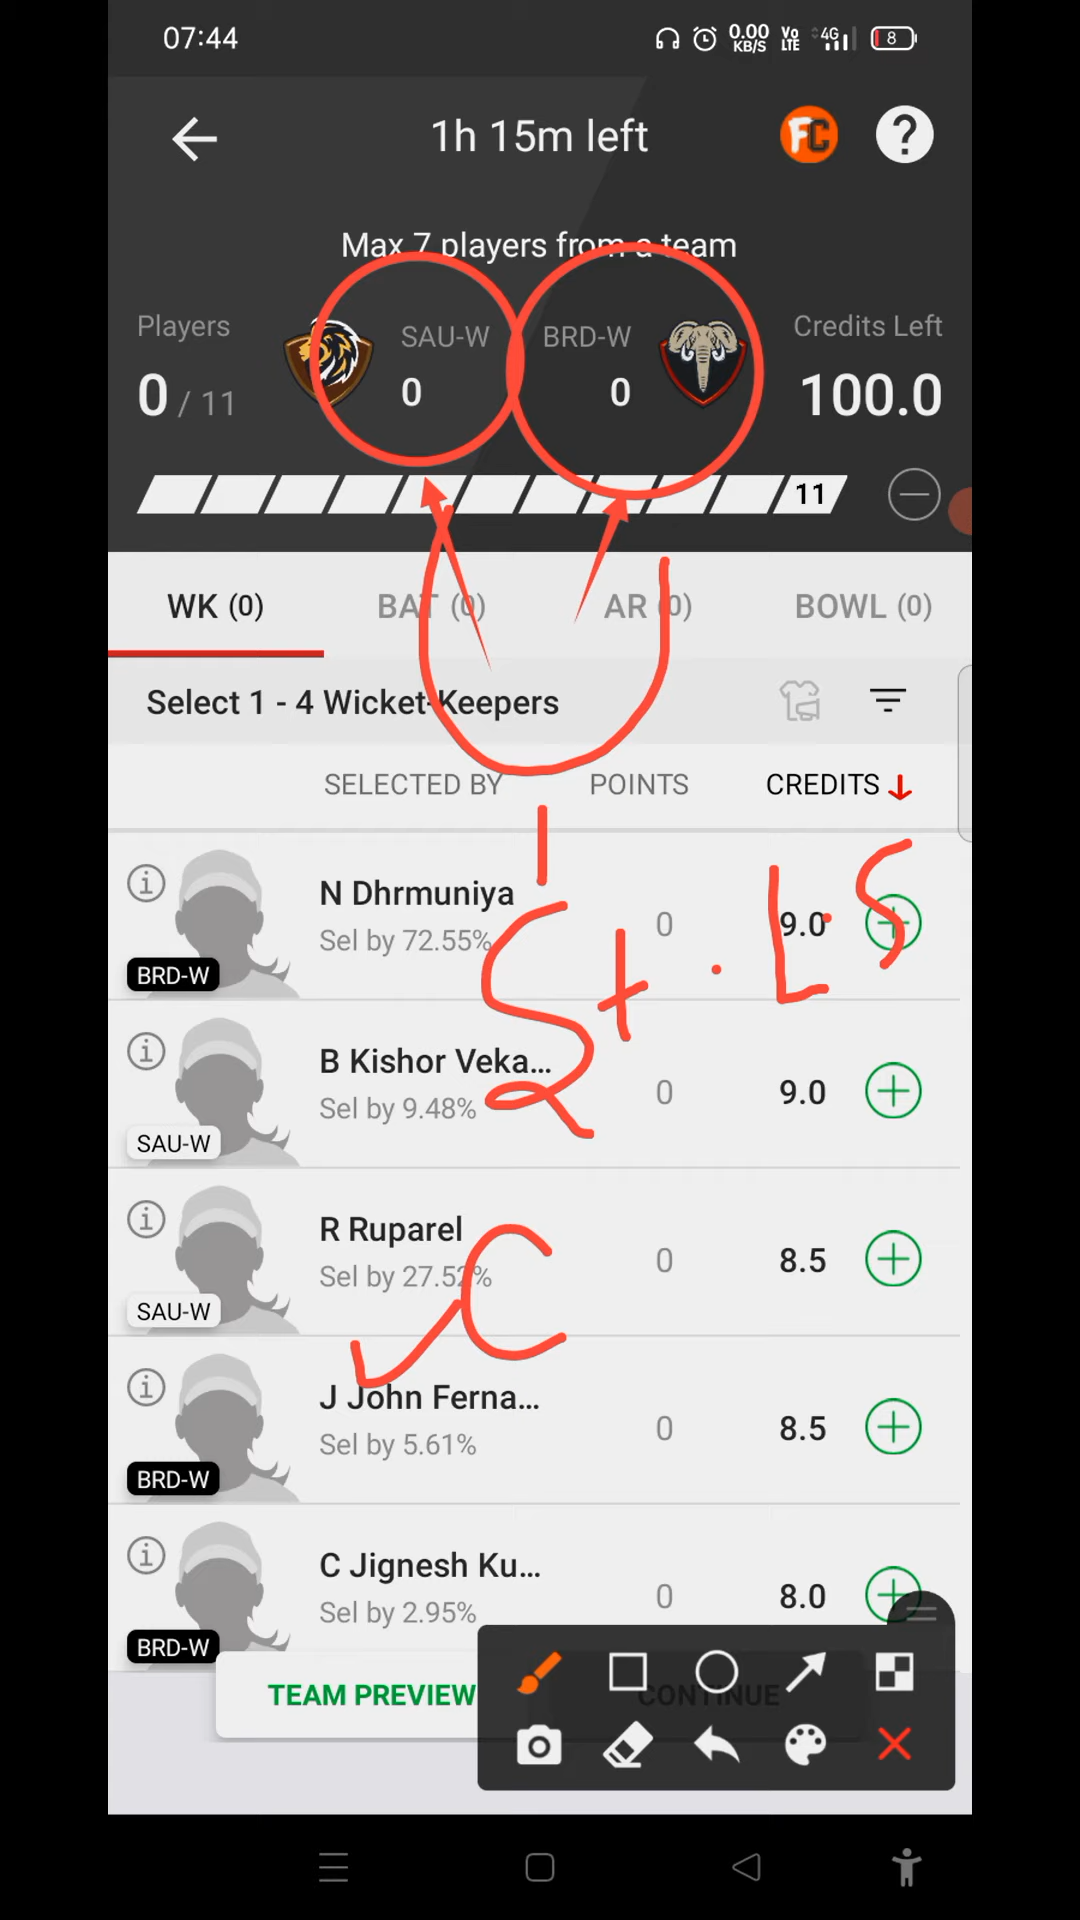 07:44
0.00 KB/S
Vo LTE
4G
8
1h 15m left
FC
?
Max 7 players from a team
Players
SAU-W
BRD-W
Credits Left
0 / 11
0
0
100.0
11
WK (0)
BAT (0)
AR (0)
BOWL (0)
Select 1 - 4 Wicket-Keepers
SELECTED BY
POINTS
CREDITS
N Dhrmuniya
Sel by 72.55%
0
9.0
BRD-W
B Kishor Veka...
Sel by 9.48%
0
9.0
SAU-W
R Ruparel
Sel by 27.52%
0
8.5
SAU-W
J John Ferna...
Sel by 5.61%
0
8.5
BRD-W
C Jignesh Ku...
Sel by 2.95%
0
8.0
BRD-W
TEAM PREVIEW
CONTINUE